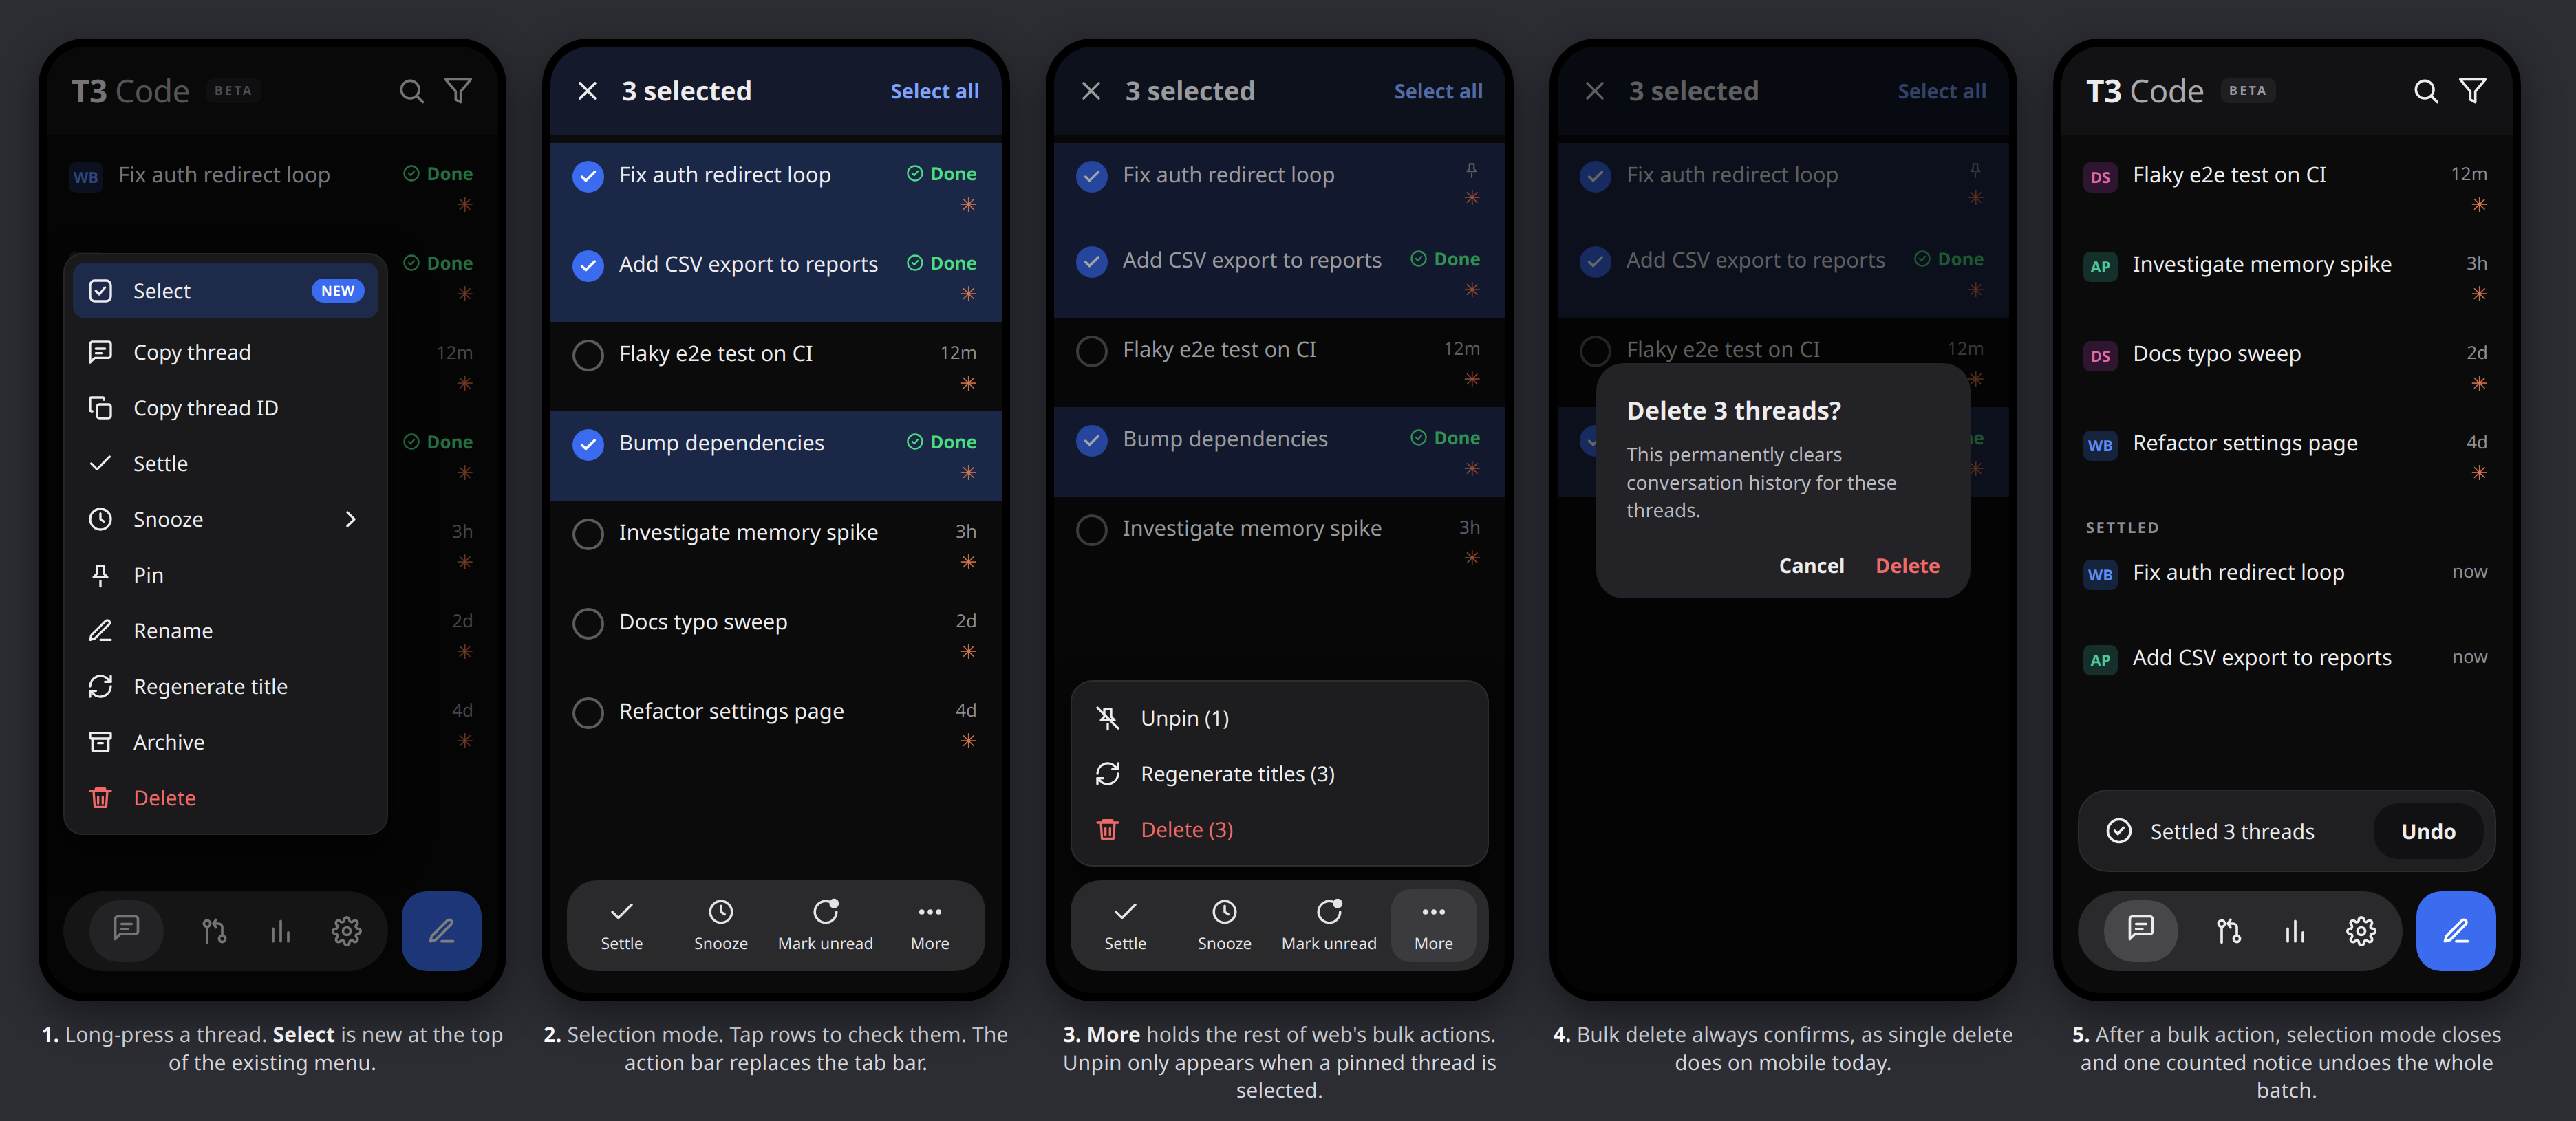 T3 Code BETA
WB Fix auth redirect loop Done
Done
Select NEW
Copy thread 12m
Copy thread ID
Done
Settle
Snooze 3h
Pin
Rename 2d
Regenerate title
4d
Archive
Delete
1. Long-press a thread. Select is new at the top
of the existing menu.
3 selected Select all
Fix auth redirect loop Done
Add CSV export to reports Done
Flaky e2e test on CI 12m
Bump dependencies Done
Investigate memory spike 3h
Docs typo sweep 2d
Refactor settings page 4d
Settle Snooze Mark unread More
2. Selection mode. Tap rows to check them. The
action bar replaces the tab bar.
3 selected Select all
Fix auth redirect loop
Add CSV export to reports Done
Flaky e2e test on CI 12m
Bump dependencies Done
Investigate memory spike 3h
Unpin (1)
Regenerate titles (3)
Delete (3)
Settle Snooze Mark unread More
3. More holds the rest of web's bulk actions.
Unpin only appears when a pinned thread is
selected.
3 selected Select all
Fix auth redirect loop
Add CSV export to reports Done
Flaky e2e test on CI 12m
Delete 3 threads?
This permanently clears
conversation history for these
threads.
Cancel Delete
4. Bulk delete always confirms, as single delete
does on mobile today.
T3 Code BETA
DS Flaky e2e test on CI 12m
AP Investigate memory spike 3h
DS Docs typo sweep 2d
WB Refactor settings page 4d
SETTLED
WB Fix auth redirect loop now
AP Add CSV export to reports now
Settled 3 threads Undo
5. After a bulk action, selection mode closes
and one counted notice undoes the whole
batch.